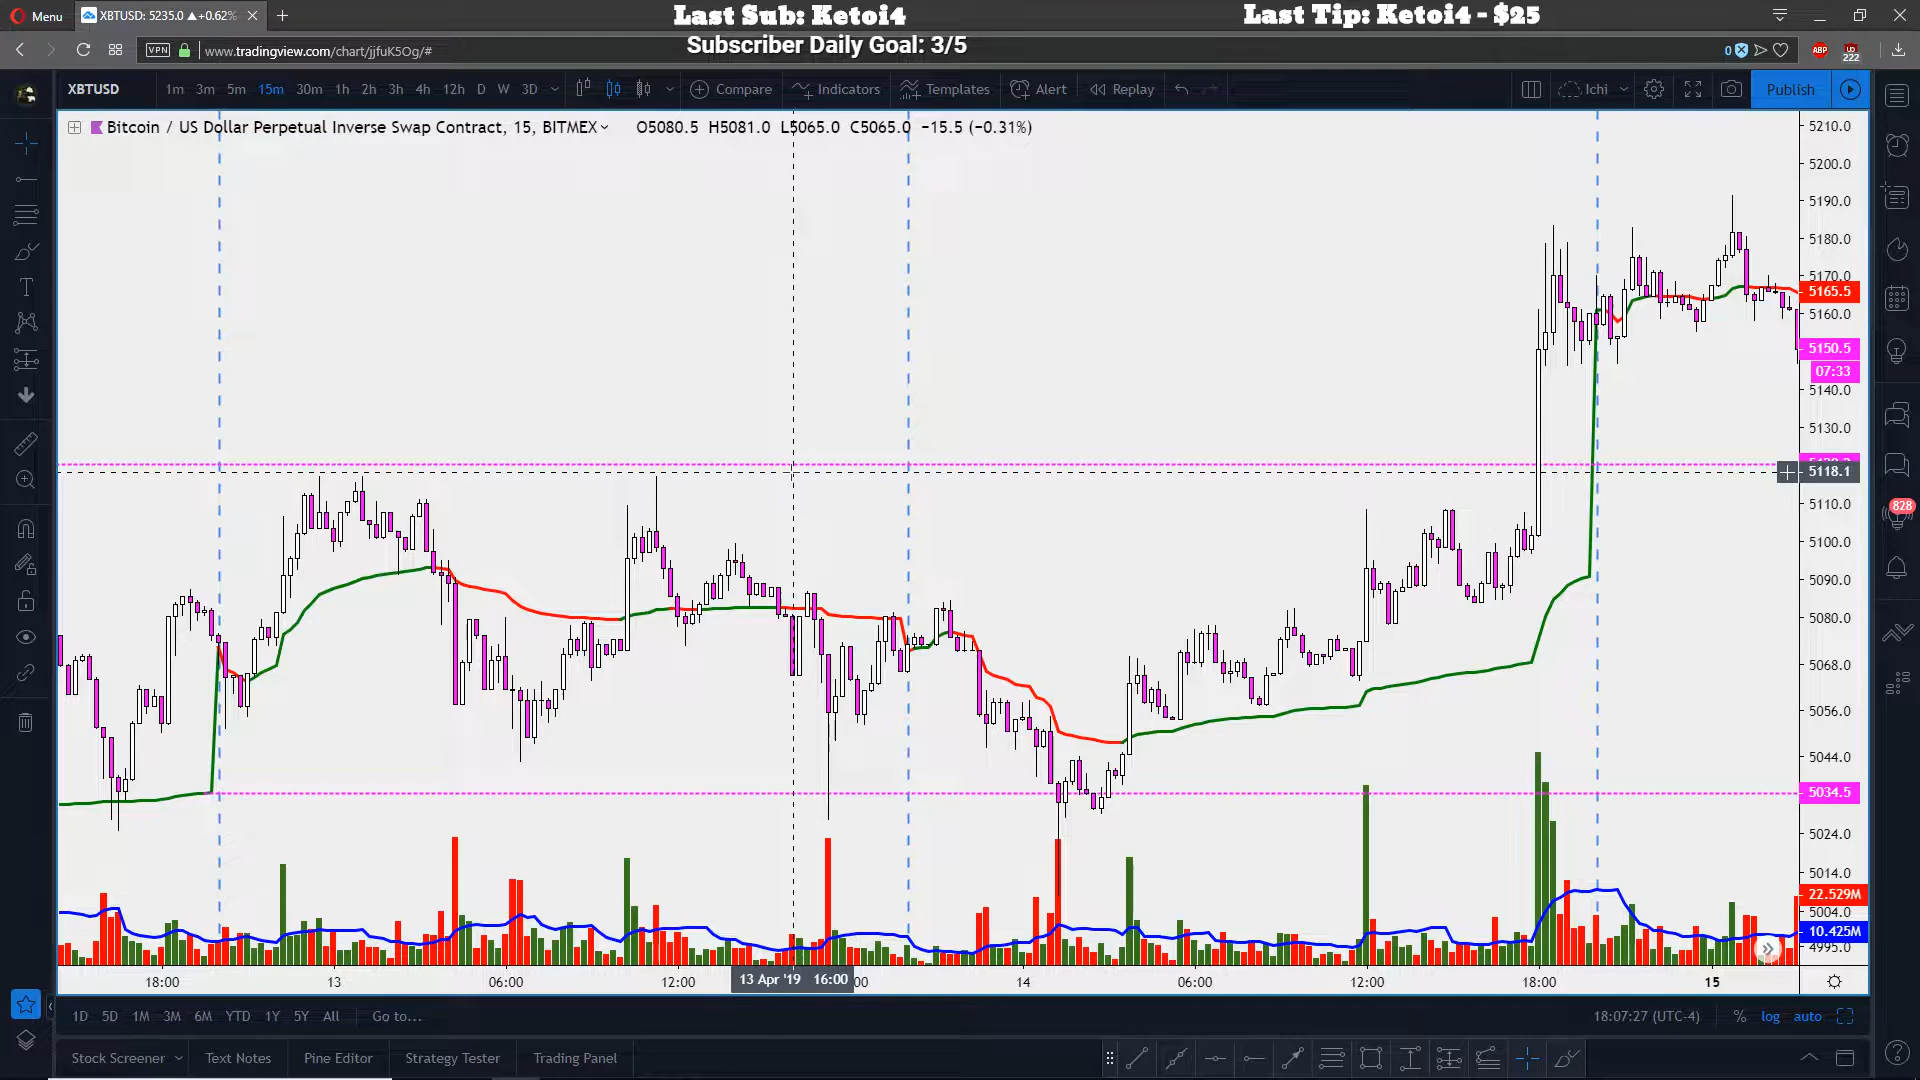 Menu
XBTUSD: 5235.0 ▲+0.62%
Last Sub: Ketoi4
Last Tip: Ketoi4 - $25
Subscriber Daily Goal: 3/5
VPN
www.tradingview.com/chart/jjfuK5Og/#
0
ABP
222
XBTUSD
1m 3m 5m 15m 30m 1h 2h 3h 4h 12h D W 3D
Compare
Indicators
Templates
Alert
Replay
Ichi
Publish
Bitcoin / US Dollar Perpetual Inverse Swap Contract, 15, BITMEX
O5080.5 H5081.0 L5065.0 C5065.0 −15.5 (−0.31%)
5210.0
5200.0
5190.0
5180.0
5170.0
5165.5
5160.0
5150.5
07:33
5140.0
5130.0
5118.1
5110.0
828
5100.0
5090.0
5080.0
5068.0
5056.0
5044.0
5034.5
5024.0
5014.0
22.529M
5004.0
10.425M
4995.0
18:00 13 06:00 12:00 13 Apr '19 16:00 :00 14 06:00 12:00 18:00 15
1D 5D 1M 3M 6M YTD 1Y 5Y All Go to...
18:07:27 (UTC-4) % log auto
Stock Screener
Text Notes
Pine Editor
Strategy Tester
Trading Panel